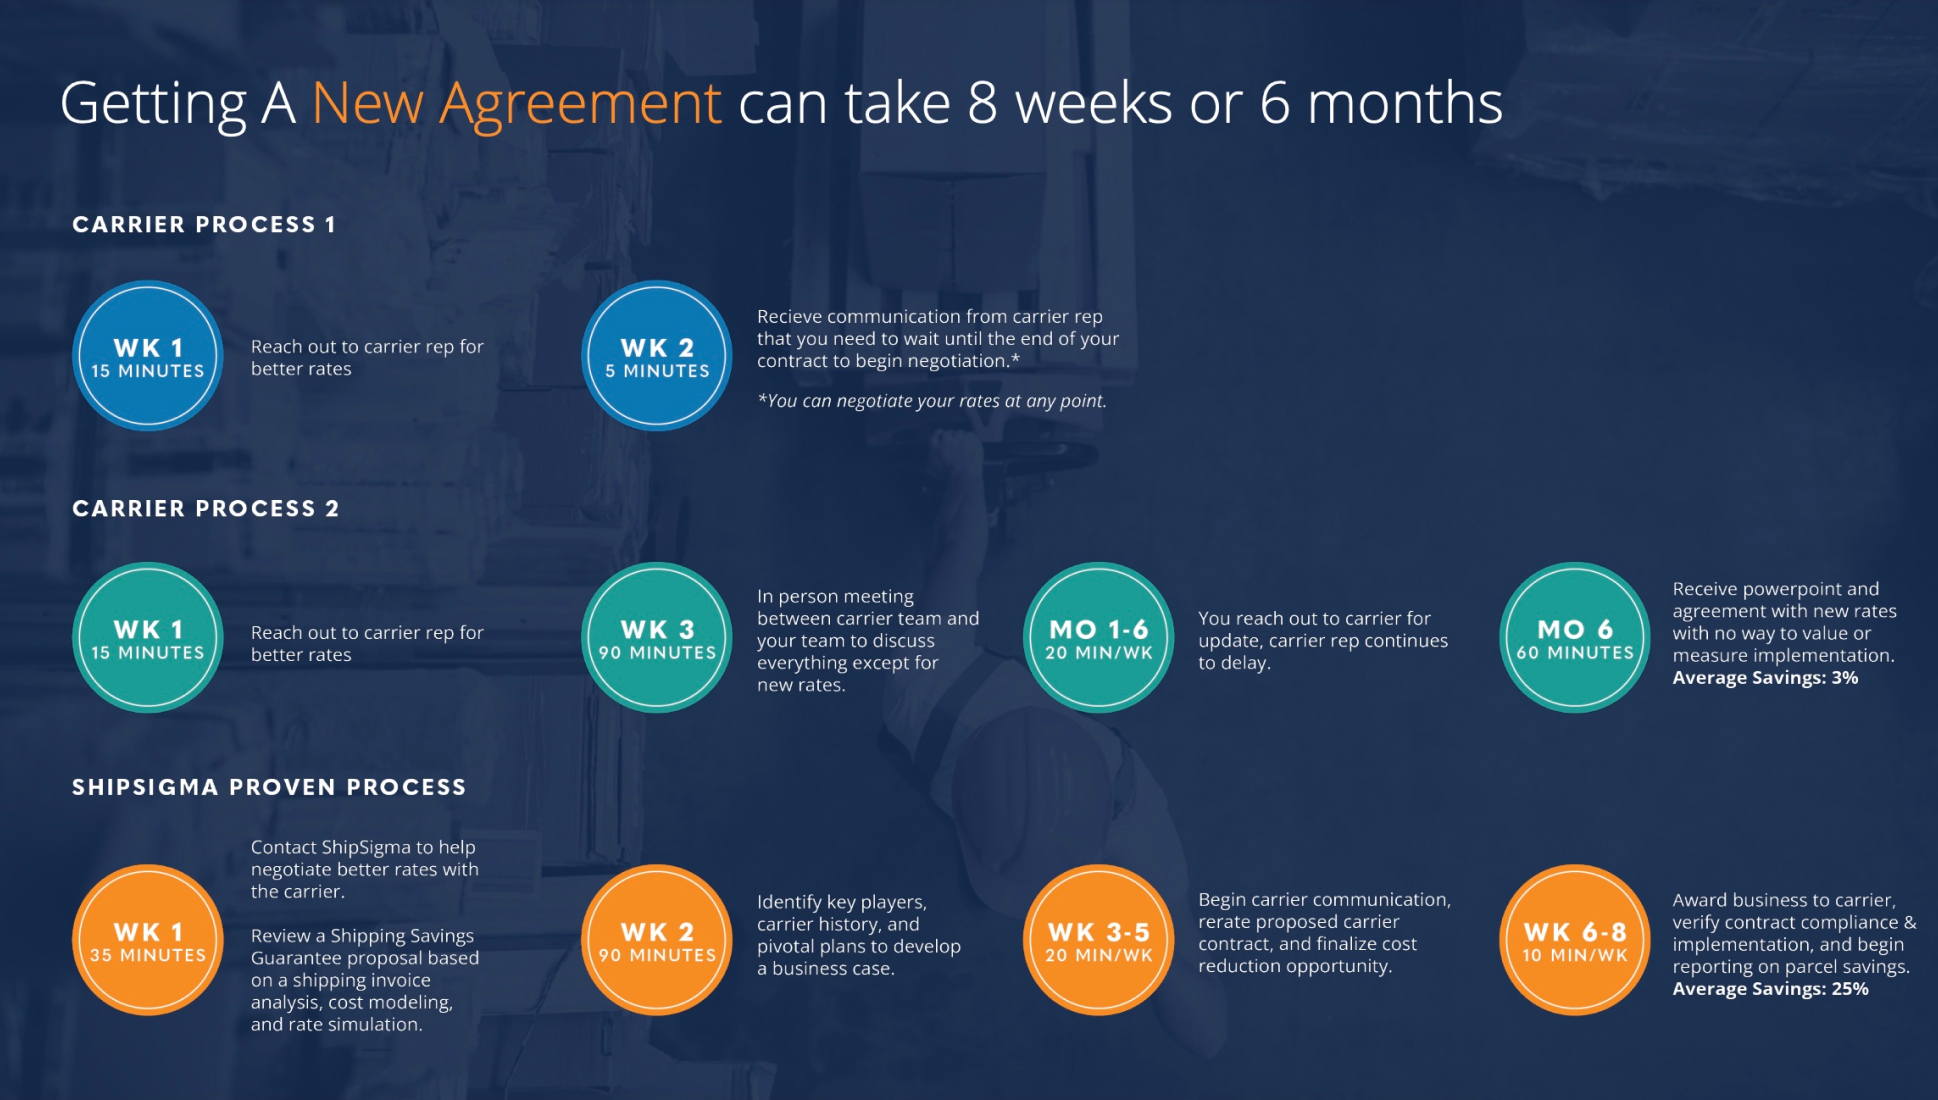 Getting A New Agreement can take 8 weeks or 6 months
CARRIER PROCESS 1
WK 1
15 MINUTES
Reach out to carrier rep for
better rates
WK 2
5 MINUTES
Recieve communication from carrier rep
that you need to wait until the end of your
contract to begin negotiation.*
*You can negotiate your rates at any point.
CARRIER PROCESS 2
WK 1
15 MINUTES
Reach out to carrier rep for
better rates
WK 3
90 MINUTES
In person meeting
between carrier team and
your team to discuss
everything except for
new rates.
MO 1-6
20 MIN/WK
You reach out to carrier for
update, carrier rep continues
to delay.
MO 6
60 MINUTES
Receive powerpoint and
agreement with new rates
with no way to value or
measure implementation.
Average Savings: 3%
SHIPSIGMA PROVEN PROCESS
WK 1
35 MINUTES
Contact ShipSigma to help
negotiate better rates with
the carrier.
Review a Shipping Savings
Guarantee proposal based
on a shipping invoice
analysis, cost modeling,
and rate simulation.
WK 2
90 MINUTES
Identify key players,
carrier history, and
pivotal plans to develop
a business case.
WK 3-5
20 MIN/WK
Begin carrier communication,
rerate proposed carrier
contract, and finalize cost
reduction opportunity.
WK 6-8
10 MIN/WK
Award business to carrier,
verify contract compliance &
implementation, and begin
reporting on parcel savings.
Average Savings: 25%